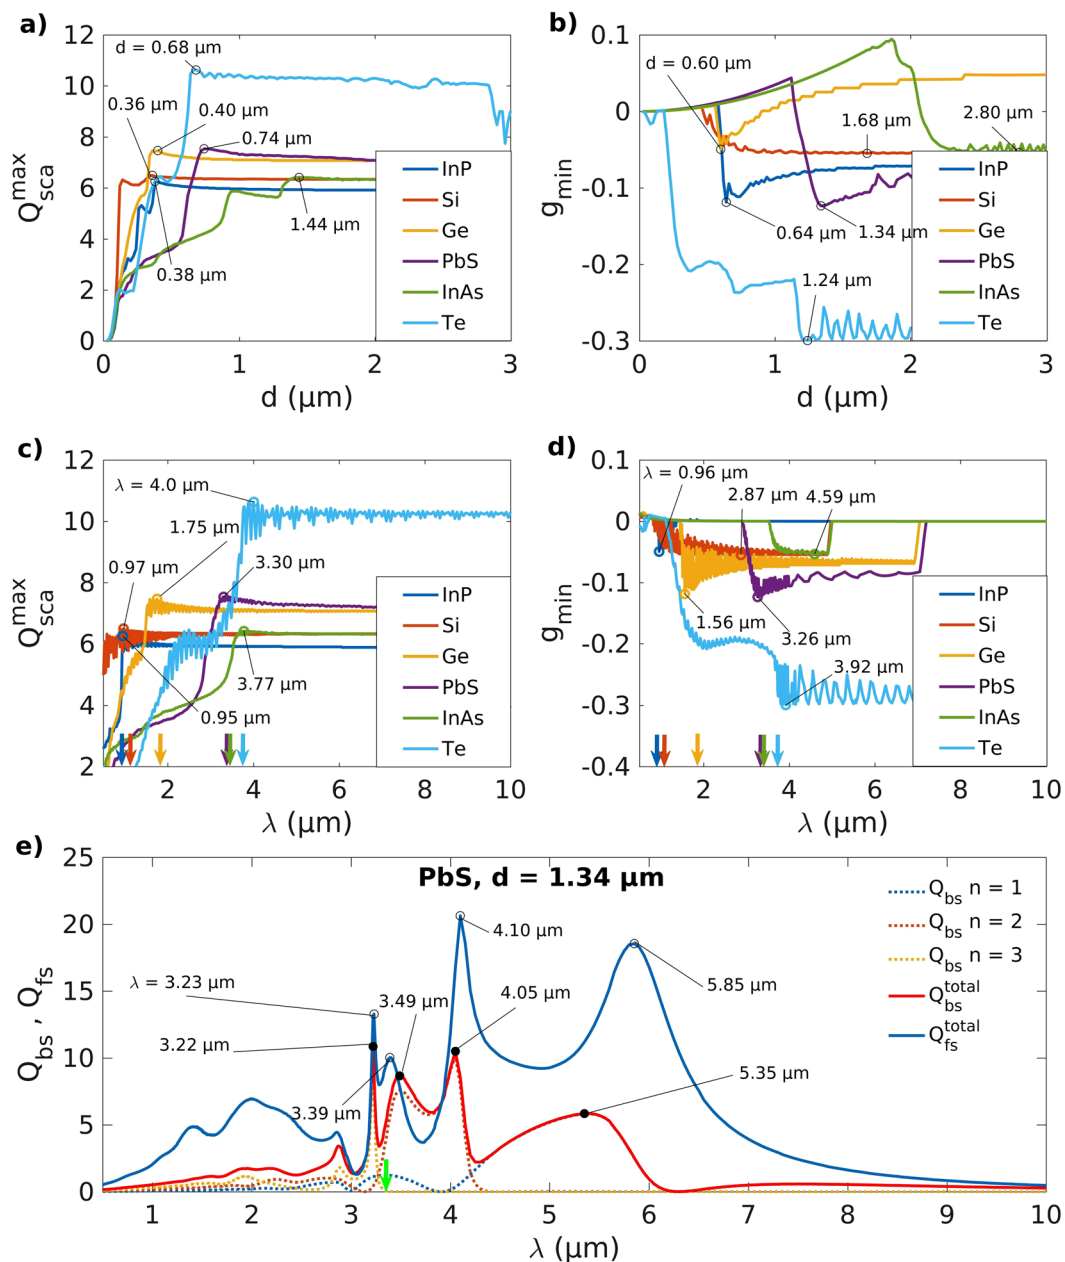 a)
12
10
8
6
4
2
0
Q_sca^max
d = 0.68 μm
0.36 μm
0.40 μm
0.74 μm
1.44 μm
0.38 μm
InP
Si
Ge
PbS
InAs
Te
0 1 2 3
d (μm)
b)
0.1
0
-0.1
-0.2
-0.3
g_min
d = 0.60 μm
1.68 μm
2.80 μm
0.64 μm
1.34 μm
1.24 μm
InP
Si
Ge
PbS
InAs
Te
0 1 2 3
d (μm)
c)
12
10
8
6
4
2
Q_sca^max
λ = 4.0 μm
1.75 μm
0.97 μm
3.30 μm
3.77 μm
0.95 μm
InP
Si
Ge
PbS
InAs
Te
2 4 6 8 10
λ (μm)
d)
0.1
0
-0.1
-0.2
-0.3
-0.4
g_min
λ = 0.96 μm
2.87 μm
4.59 μm
1.56 μm
3.26 μm
3.92 μm
InP
Si
Ge
PbS
InAs
Te
2 4 6 8 10
λ (μm)
e)
25
20
15
10
5
0
Q_bs , Q_fs
PbS, d = 1.34 μm
λ = 3.23 μm
3.22 μm
3.39 μm
3.49 μm
4.10 μm
4.05 μm
5.85 μm
5.35 μm
Q_bs n = 1
Q_bs n = 2
Q_bs n = 3
Q_bs^total
Q_fs^total
1 2 3 4 5 6 7 8 9 10
λ (μm)